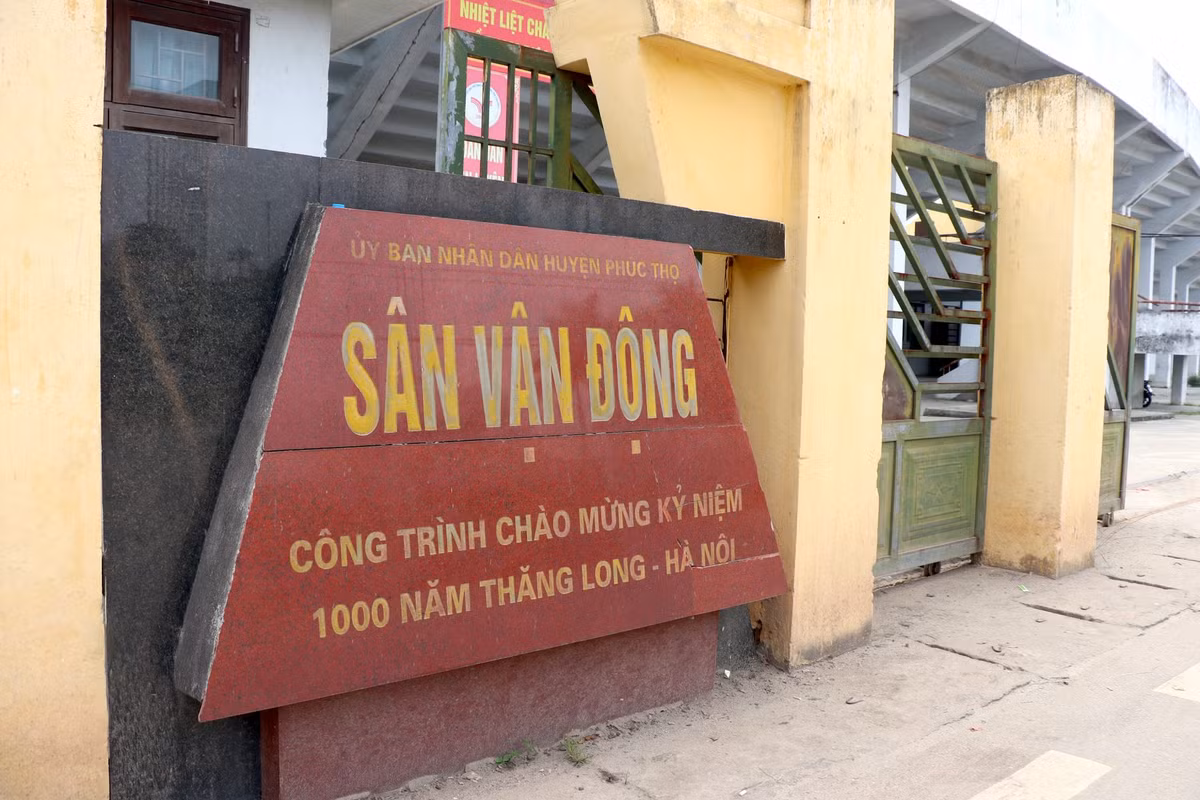 NHIỆT LIỆT CHÀ
ỦY BAN NHÂN DÂN HUYỆN PHÚC THỌ
SÂN VẬN ĐỘNG
CÔNG TRÌNH CHÀO MỪNG KỶ NIỆM
1000 NĂM THĂNG LONG - HÀ NỘI